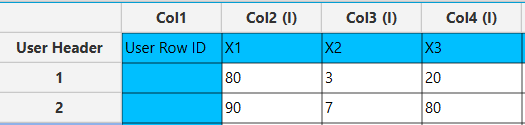 Col1 Col2 (I) Col3 (I) Col4 (I)
User Header User Row ID X1 X2 X3
1 80 3 20
2 90 7 80